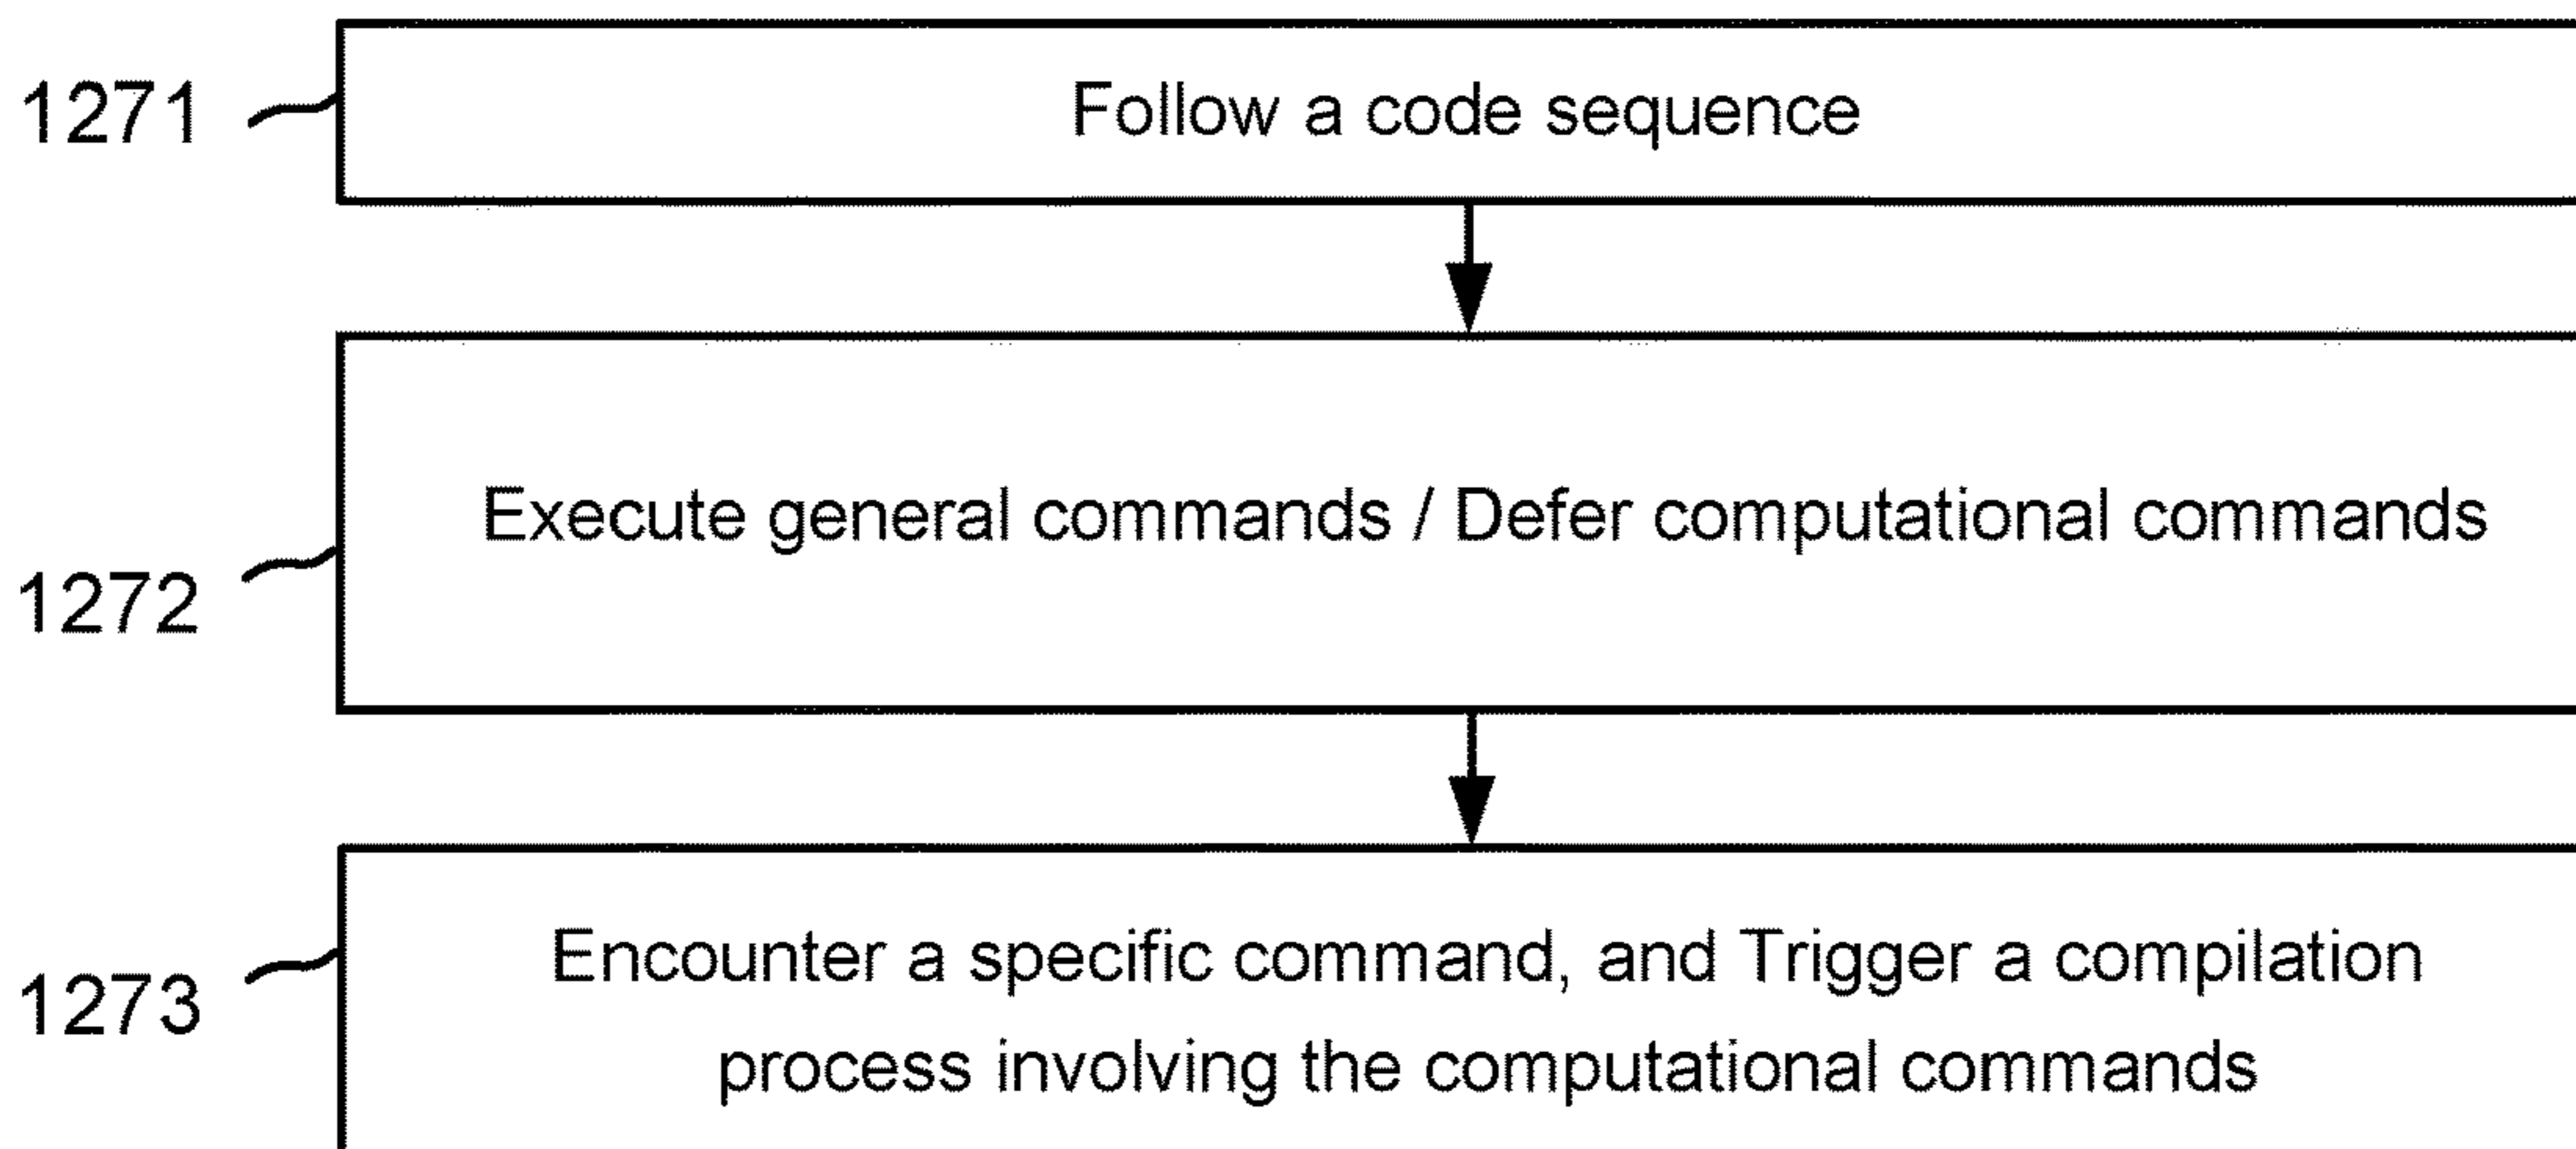 1271
Follow a code sequence
Execute general commands / Defer computational commands
1272
Encounter a specific command, and Trigger a compilation
1273
process involving the computational commands